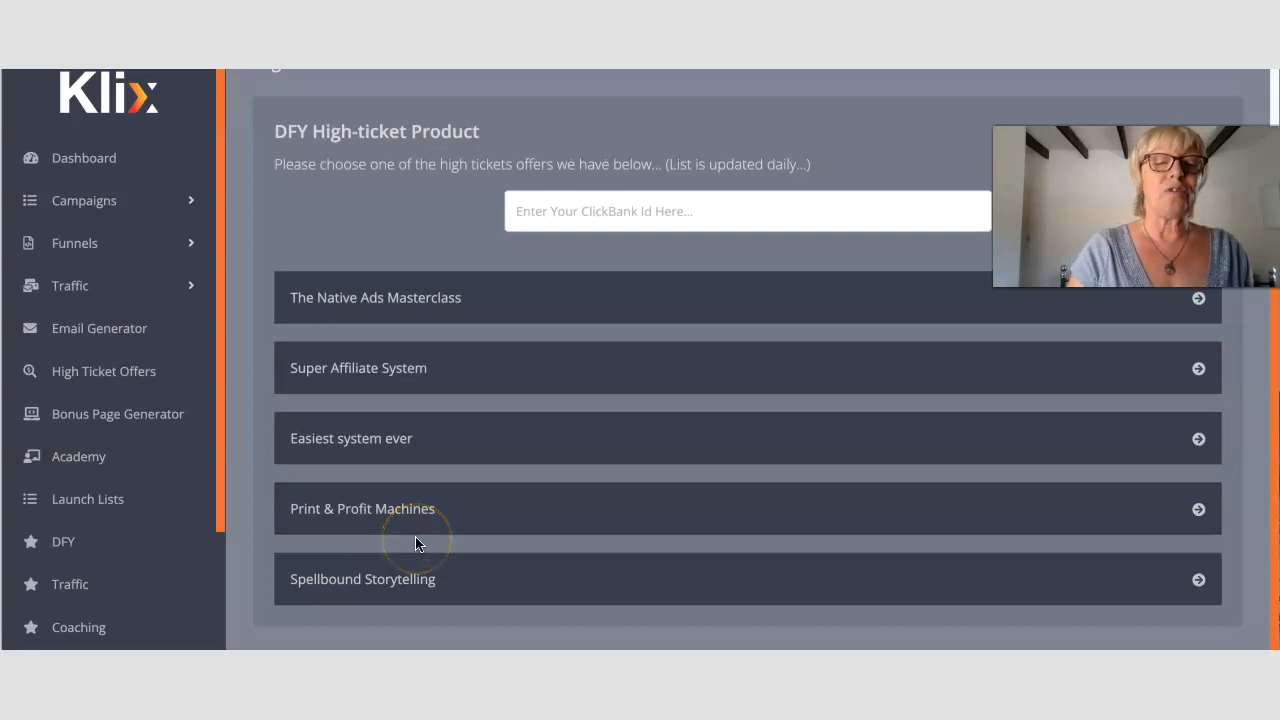 Klix
Dashboard
Campaigns
Funnels
Traffic
Email Generator
High Ticket Offers
Bonus Page Generator
Academy
Launch Lists
DFY
Traffic
Coaching
DFY High-ticket Product
Please choose one of the high tickets offers we have below... (List is updated daily...)
Enter Your ClickBank Id Here...
The Native Ads Masterclass
Super Affiliate System
Easiest system ever
Print & Profit Machines
Spellbound Storytelling